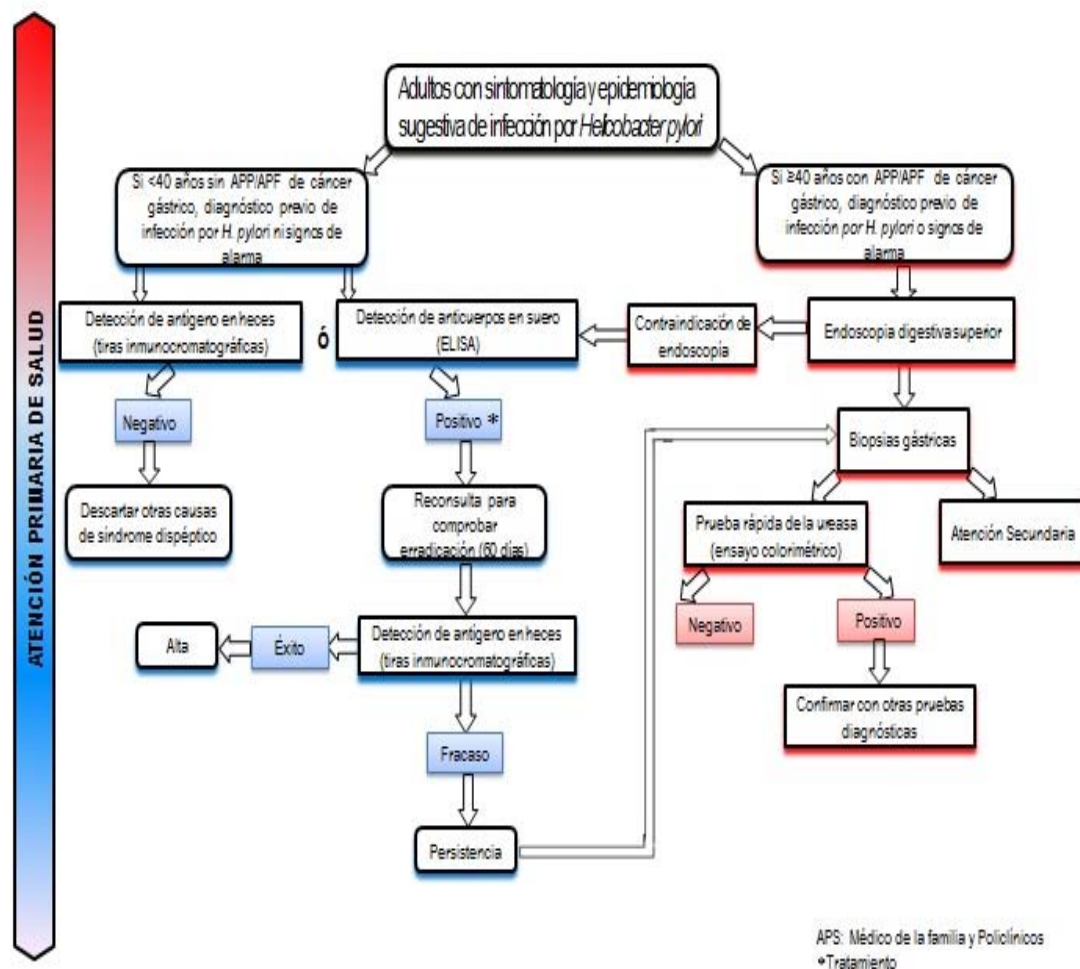 ATENCIÓN PRIMARIA DE SALUD
Adultos con sintomatología y epidemiología
sugestiva de infección por Helicobacter pylori
Si <40 años sin APP/APF de cáncer
gástrico, diagnóstico previo de
infección por H. pylori ni signos de
alarma
Si ≥40 años con APP/APF de cáncer
gástrico, diagnóstico previo de
infección por H. pylori o signos de
alarma
Detección de antígeno en heces
(tiras inmunocromatográficas)
ó
Detección de anticuerpos en suero
(ELISA)
Contraindicación de
endoscopía
Endoscopia digestiva superior
Negativo
Positivo *
Biopsias gástricas
Descartar otras causas
de síndrome dispéptico
Reconsulta para
comprobar
erradicación (60 días)
Prueba rápida de la ureasa
(ensayo colorimétrico)
Atención Secundaria
Negativo
Positivo
Alta
Éxito
Detección de antígeno en heces
(tiras inmunocromatográficas)
Confirmar con otras pruebas
diagnósticas
Fracaso
Persistencia
APS: Médico de la familia y Policlínicos
*Tratamiento